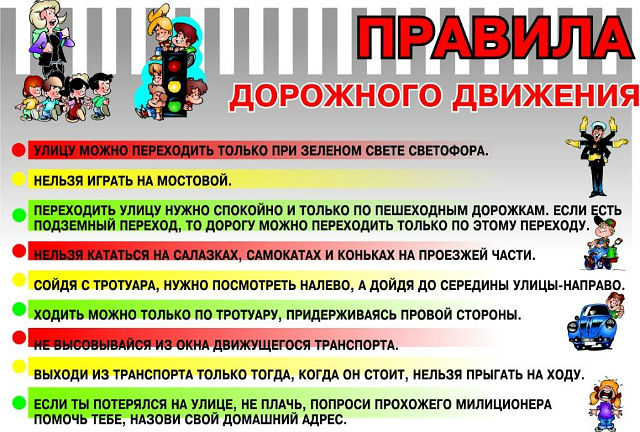 ПРАВИЛА
ДОРОЖНОГО ДВИЖЕНИЯ
УЛИЦУ МОЖНО ПЕРЕХОДИТЬ ТОЛЬКО ПРИ ЗЕЛЕНОМ СВЕТЕ СВЕТОФОРА.
НЕЛЬЗЯ ИГРАТЬ НА МОСТОВОЙ.
ПЕРЕХОДИТЬ УЛИЦУ НУЖНО СПОКОЙНО И ТОЛЬКО ПО ПЕШЕХОДНЫМ ДОРОЖКАМ. ЕСЛИ ЕСТЬ
ПОДЗЕМНЫЙ ПЕРЕХОД, ТО ДОРОГУ МОЖНО ПЕРЕХОДИТЬ ТОЛЬКО ПО ЭТОМУ ПЕРЕХОДУ.
НЕЛЬЗЯ КАТАТЬСЯ НА САЛАЗКАХ, САМОКАТАХ И КОНЬКАХ НА ПРОЕЗЖЕЙ ЧАСТИ.
СОЙДЯ С ТРОТУАРА, НУЖНО ПОСМОТРЕТЬ НАЛЕВО, А ДОЙДЯ ДО СЕРЕДИНЫ УЛИЦЫ-НАПРАВО.
ХОДИТЬ МОЖНО ТОЛЬКО ПО ТРОТУАРУ, ПРИДЕРЖИВАЯСЬ ПРОВОЙ СТОРОНЫ.
НЕ ВЫСОВЫВАЙСЯ ИЗ ОКНА ДВИЖУЩЕГОСЯ ТРАНСПОРТА.
ВЫХОДИ ИЗ ТРАНСПОРТА ТОЛЬКО ТОГДА, КОГДА ОН СТОИТ, НЕЛЬЗЯ ПРЫГАТЬ НА ХОДУ.
ЕСЛИ ТЫ ПОТЕРЯЛСЯ НА УЛИЦЕ, НЕ ПЛАЧЬ, ПОПРОСИ ПРОХОЖЕГО МИЛИЦИОНЕРА
ПОМОЧЬ ТЕБЕ, НАЗОВИ СВОЙ ДОМАШНИЙ АДРЕС.